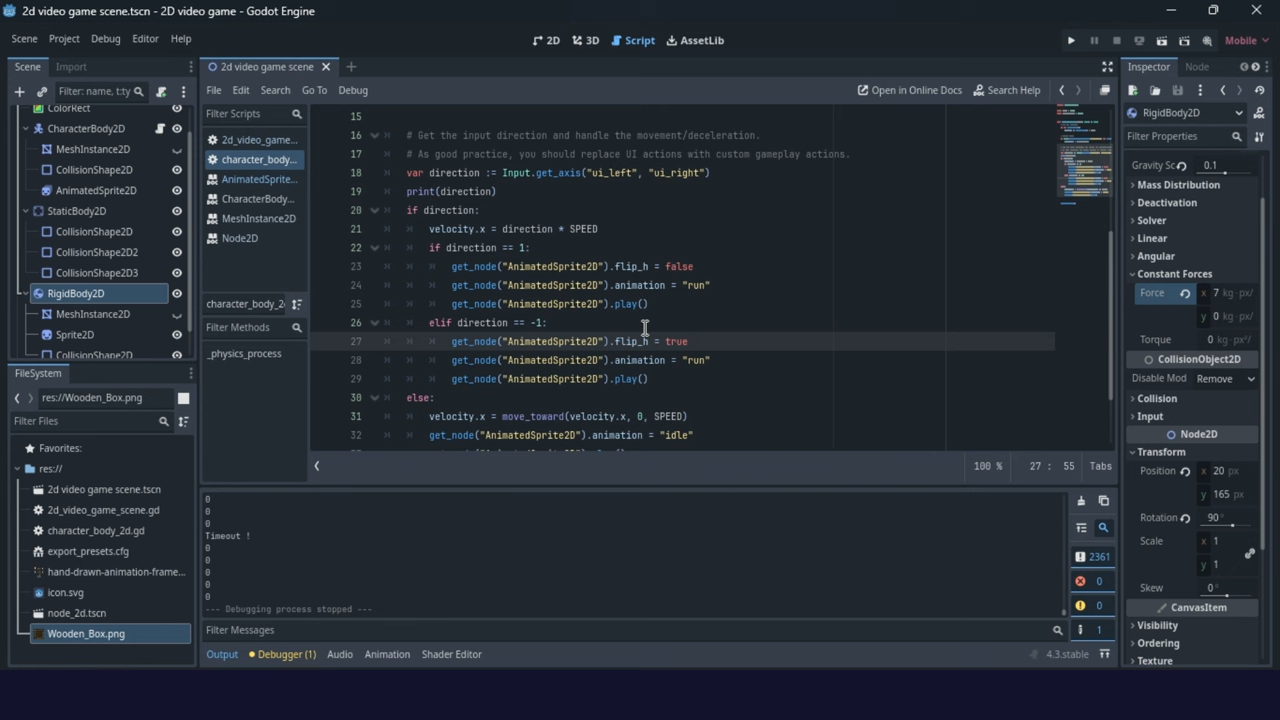 2d video game scene.tscn - 2D video game - Godot Engine
Scene Project Debug Editor Help
2D 3D Script AssetLib
Mobile
Scene Import
Filter: name, t:ty
ColorRect
CharacterBody2D
MeshInstance2D
CollisionShape2D
AnimatedSprite2D
StaticBody2D
CollisionShape2D
CollisionShape2D2
CollisionShape2D3
RigidBody2D
MeshInstance2D
Sprite2D
CollisionShape2D
FileSystem
res://Wooden_Box.png
Filter Files
Favorites:
res://
2d video game scene.tscn
2d_video_game_scene.gd
character_body_2d.gd
export_presets.cfg
hand-drawn-animation-frame...
icon.svg
node_2d.tscn
Wooden_Box.png
2d video game scene
File Edit Search Go To Debug
Open in Online Docs Search Help
Filter Scripts
2d_video_game...
character_body...
AnimatedSprite...
CharacterBody...
MeshInstance2D
Node2D
character_body_2
Filter Methods
_physics_process
15
16 # Get the input direction and handle the movement/deceleration.
17 # As good practice, you should replace UI actions with custom gameplay actions.
18 var direction := Input.get_axis("ui_left", "ui_right")
19 print(direction)
20 if direction:
21 velocity.x = direction * SPEED
22 if direction == 1:
23 get_node("AnimatedSprite2D").flip_h = false
24 get_node("AnimatedSprite2D").animation = "run"
25 get_node("AnimatedSprite2D").play()
26 elif direction == -1:
27 get_node("AnimatedSprite2D").flip_h = true
28 get_node("AnimatedSprite2D").animation = "run"
29 get_node("AnimatedSprite2D").play()
30 else:
31 velocity.x = move_toward(velocity.x, 0, SPEED)
32 get_node("AnimatedSprite2D").animation = "idle"
100 % 27 : 55 Tabs
0
0
0
Timeout !
0
0
0
0
0
--- Debugging process stopped ---
Filter Messages
2361
0
0
1
Output Debugger (1) Audio Animation Shader Editor
4.3.stable
Inspector Node
RigidBody2D
Filter Properties
Gravity Sc 0.1
Mass Distribution
Deactivation
Solver
Linear
Angular
Constant Forces
Force x 7 kg·px/
y 0 kg·px/
Torque 0 kg·px²/
CollisionObject2D
Disable Mod Remove
Collision
Input
Node2D
Transform
Position x 20 px
y 165 px
Rotation 90 °
Scale x 1
y 1
Skew 0 °
CanvasItem
Visibility
Ordering
Texture